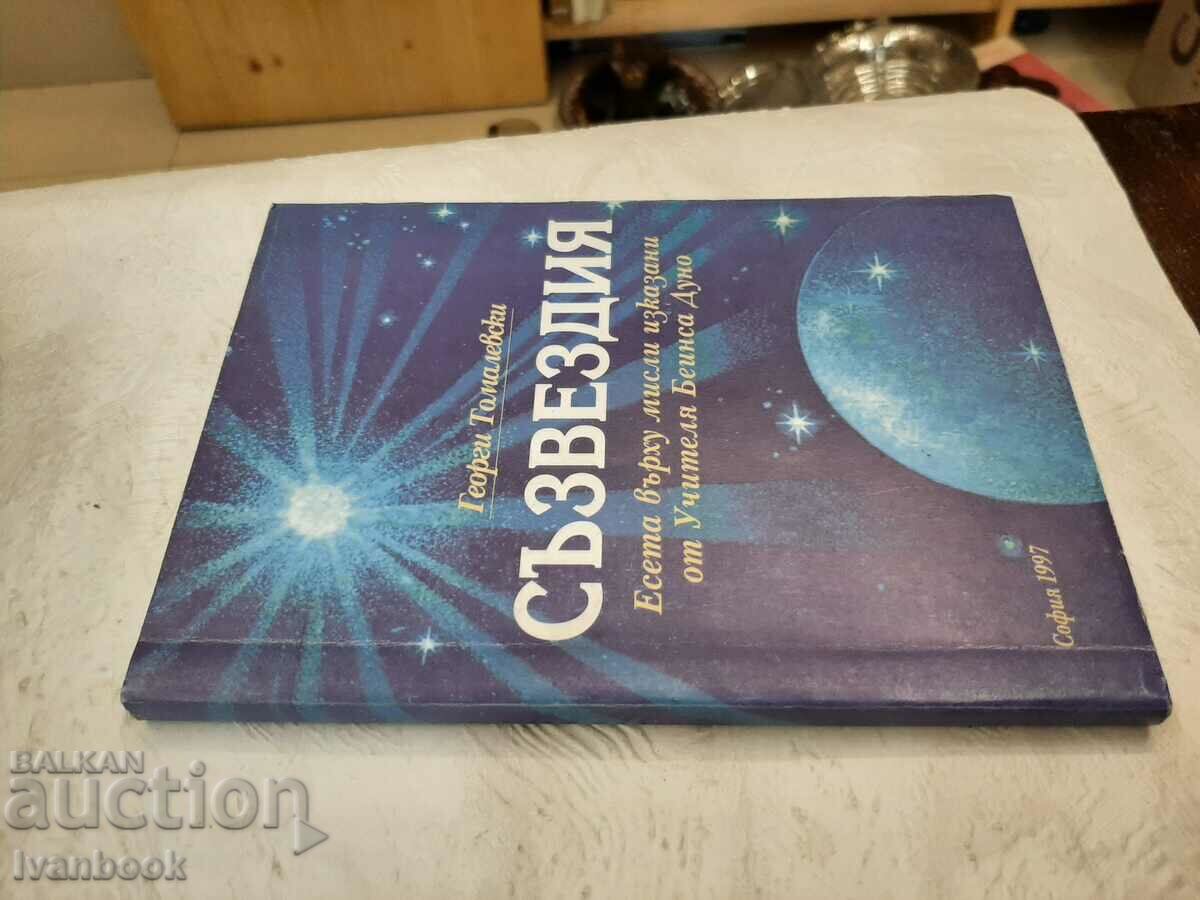 Георги Томалевски
СЪЗВЕЗДИЯ
Есета върху мисли изказани
от Учителя Беинса Дуно
София 1997
BALKAN
auction
Ivanbook